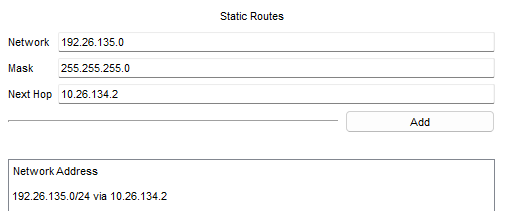 Static Routes
Network 192.26.135.0
Mask 255.255.255.0
Next Hop 10.26.134.2
Add
Network Address
192.26.135.0/24 via 10.26.134.2